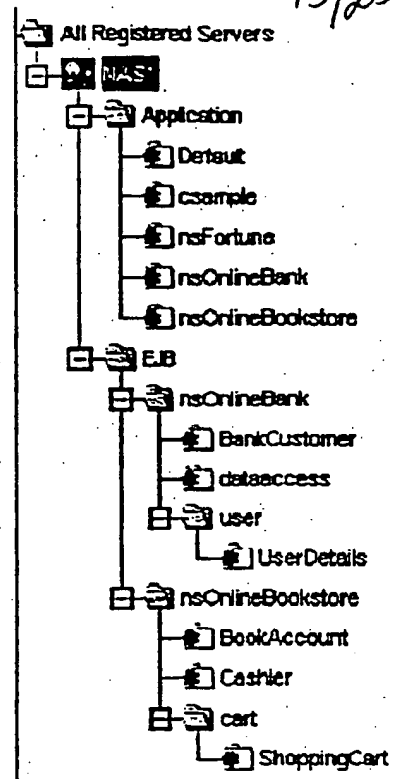 All Registered Servers
NAS1
Application
Default
csample
nsFortune
nsOnlineBank
nsOnlineBookstore
EJB
nsOnlineBank
BankCustomer
dataaccess
user
UserDetails
nsOnlineBookstore
BookAccount
Cashier
cart
ShoppingCart